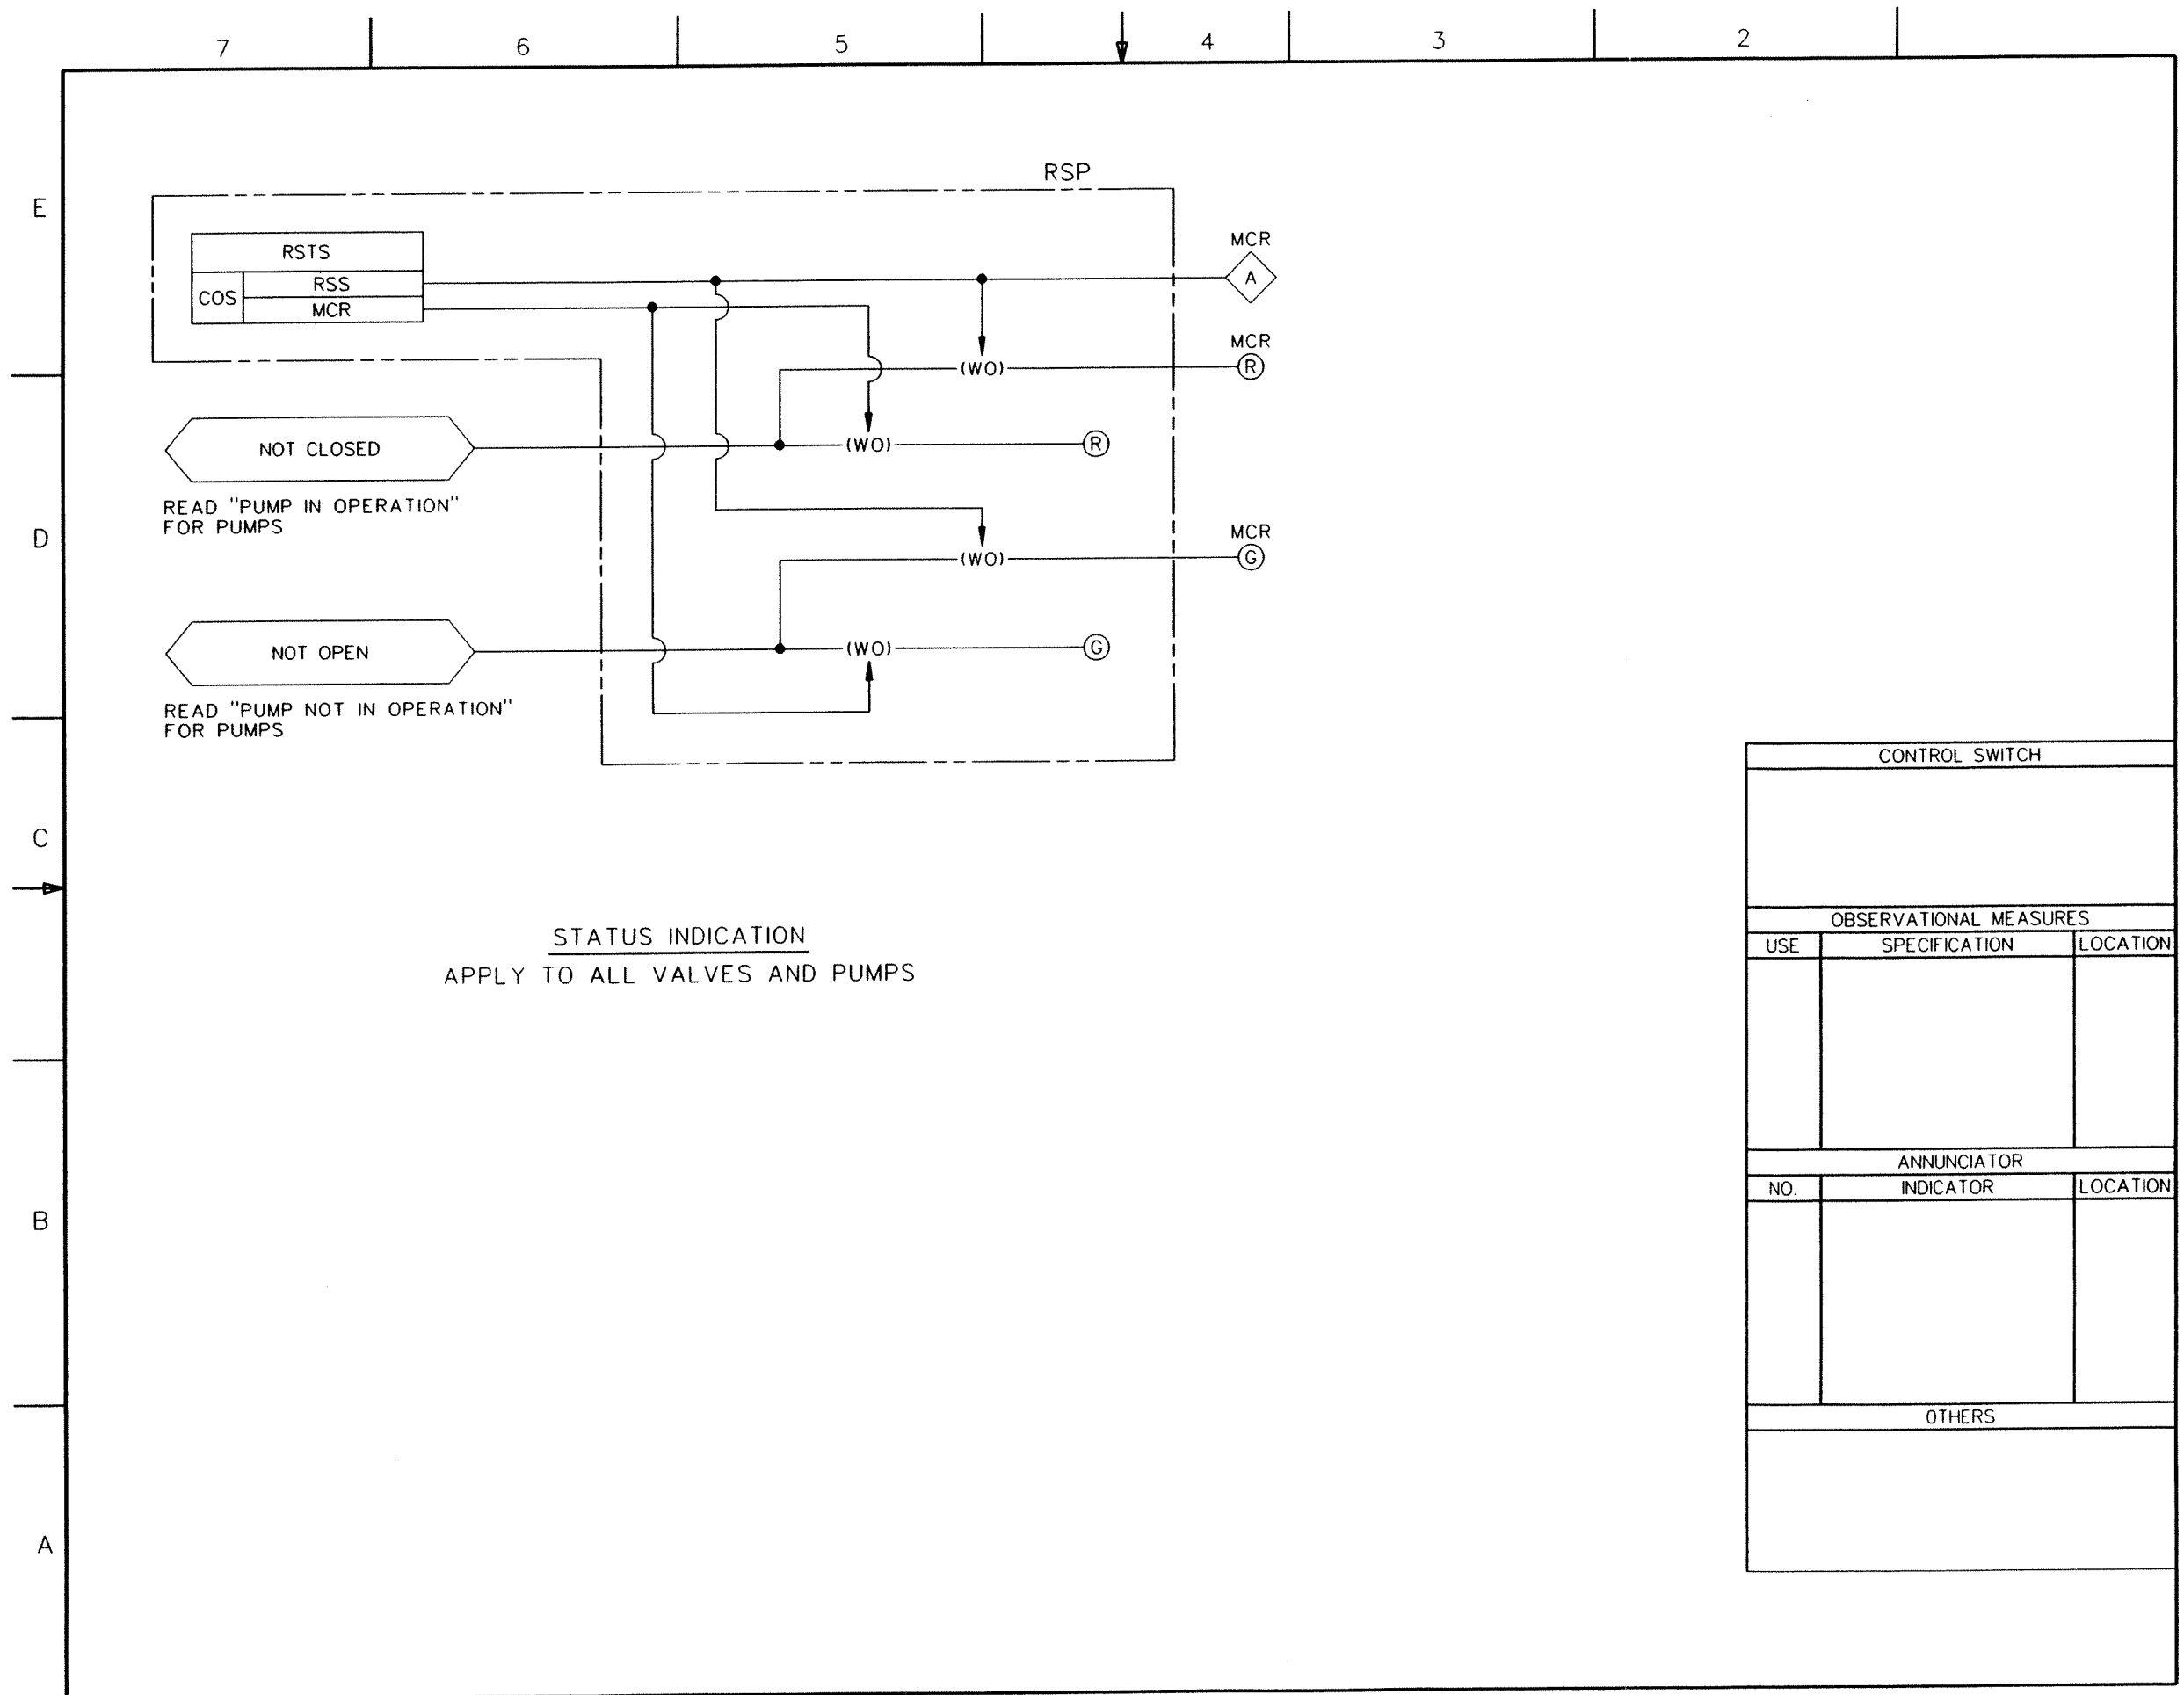 7 6 5 4 3 2
E
D
C
B
A
RSP
RSTS
COS
RSS
MCR
MCR
A
MCR
R
(WO)
NOT CLOSED
(WO)
R
READ "PUMP IN OPERATION"
FOR PUMPS
MCR
G
(WO)
NOT OPEN
(WO)
G
READ "PUMP NOT IN OPERATION"
FOR PUMPS
STATUS INDICATION
APPLY TO ALL VALVES AND PUMPS
CONTROL SWITCH
OBSERVATIONAL MEASURES
USE SPECIFICATION LOCATION
ANNUNCIATOR
NO. INDICATOR LOCATION
OTHERS